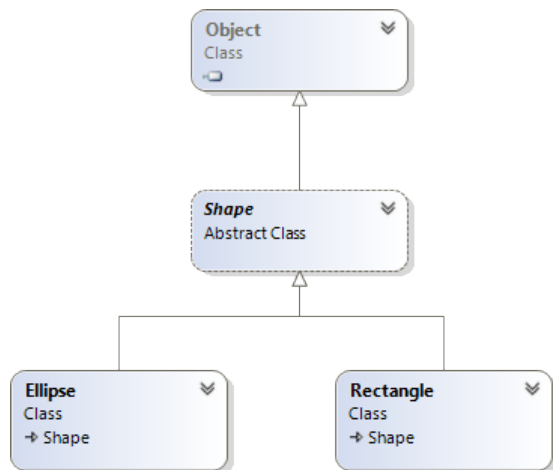 Object
Class
Shape
Abstract Class
Ellipse
Class
Shape
Rectangle
Class
Shape